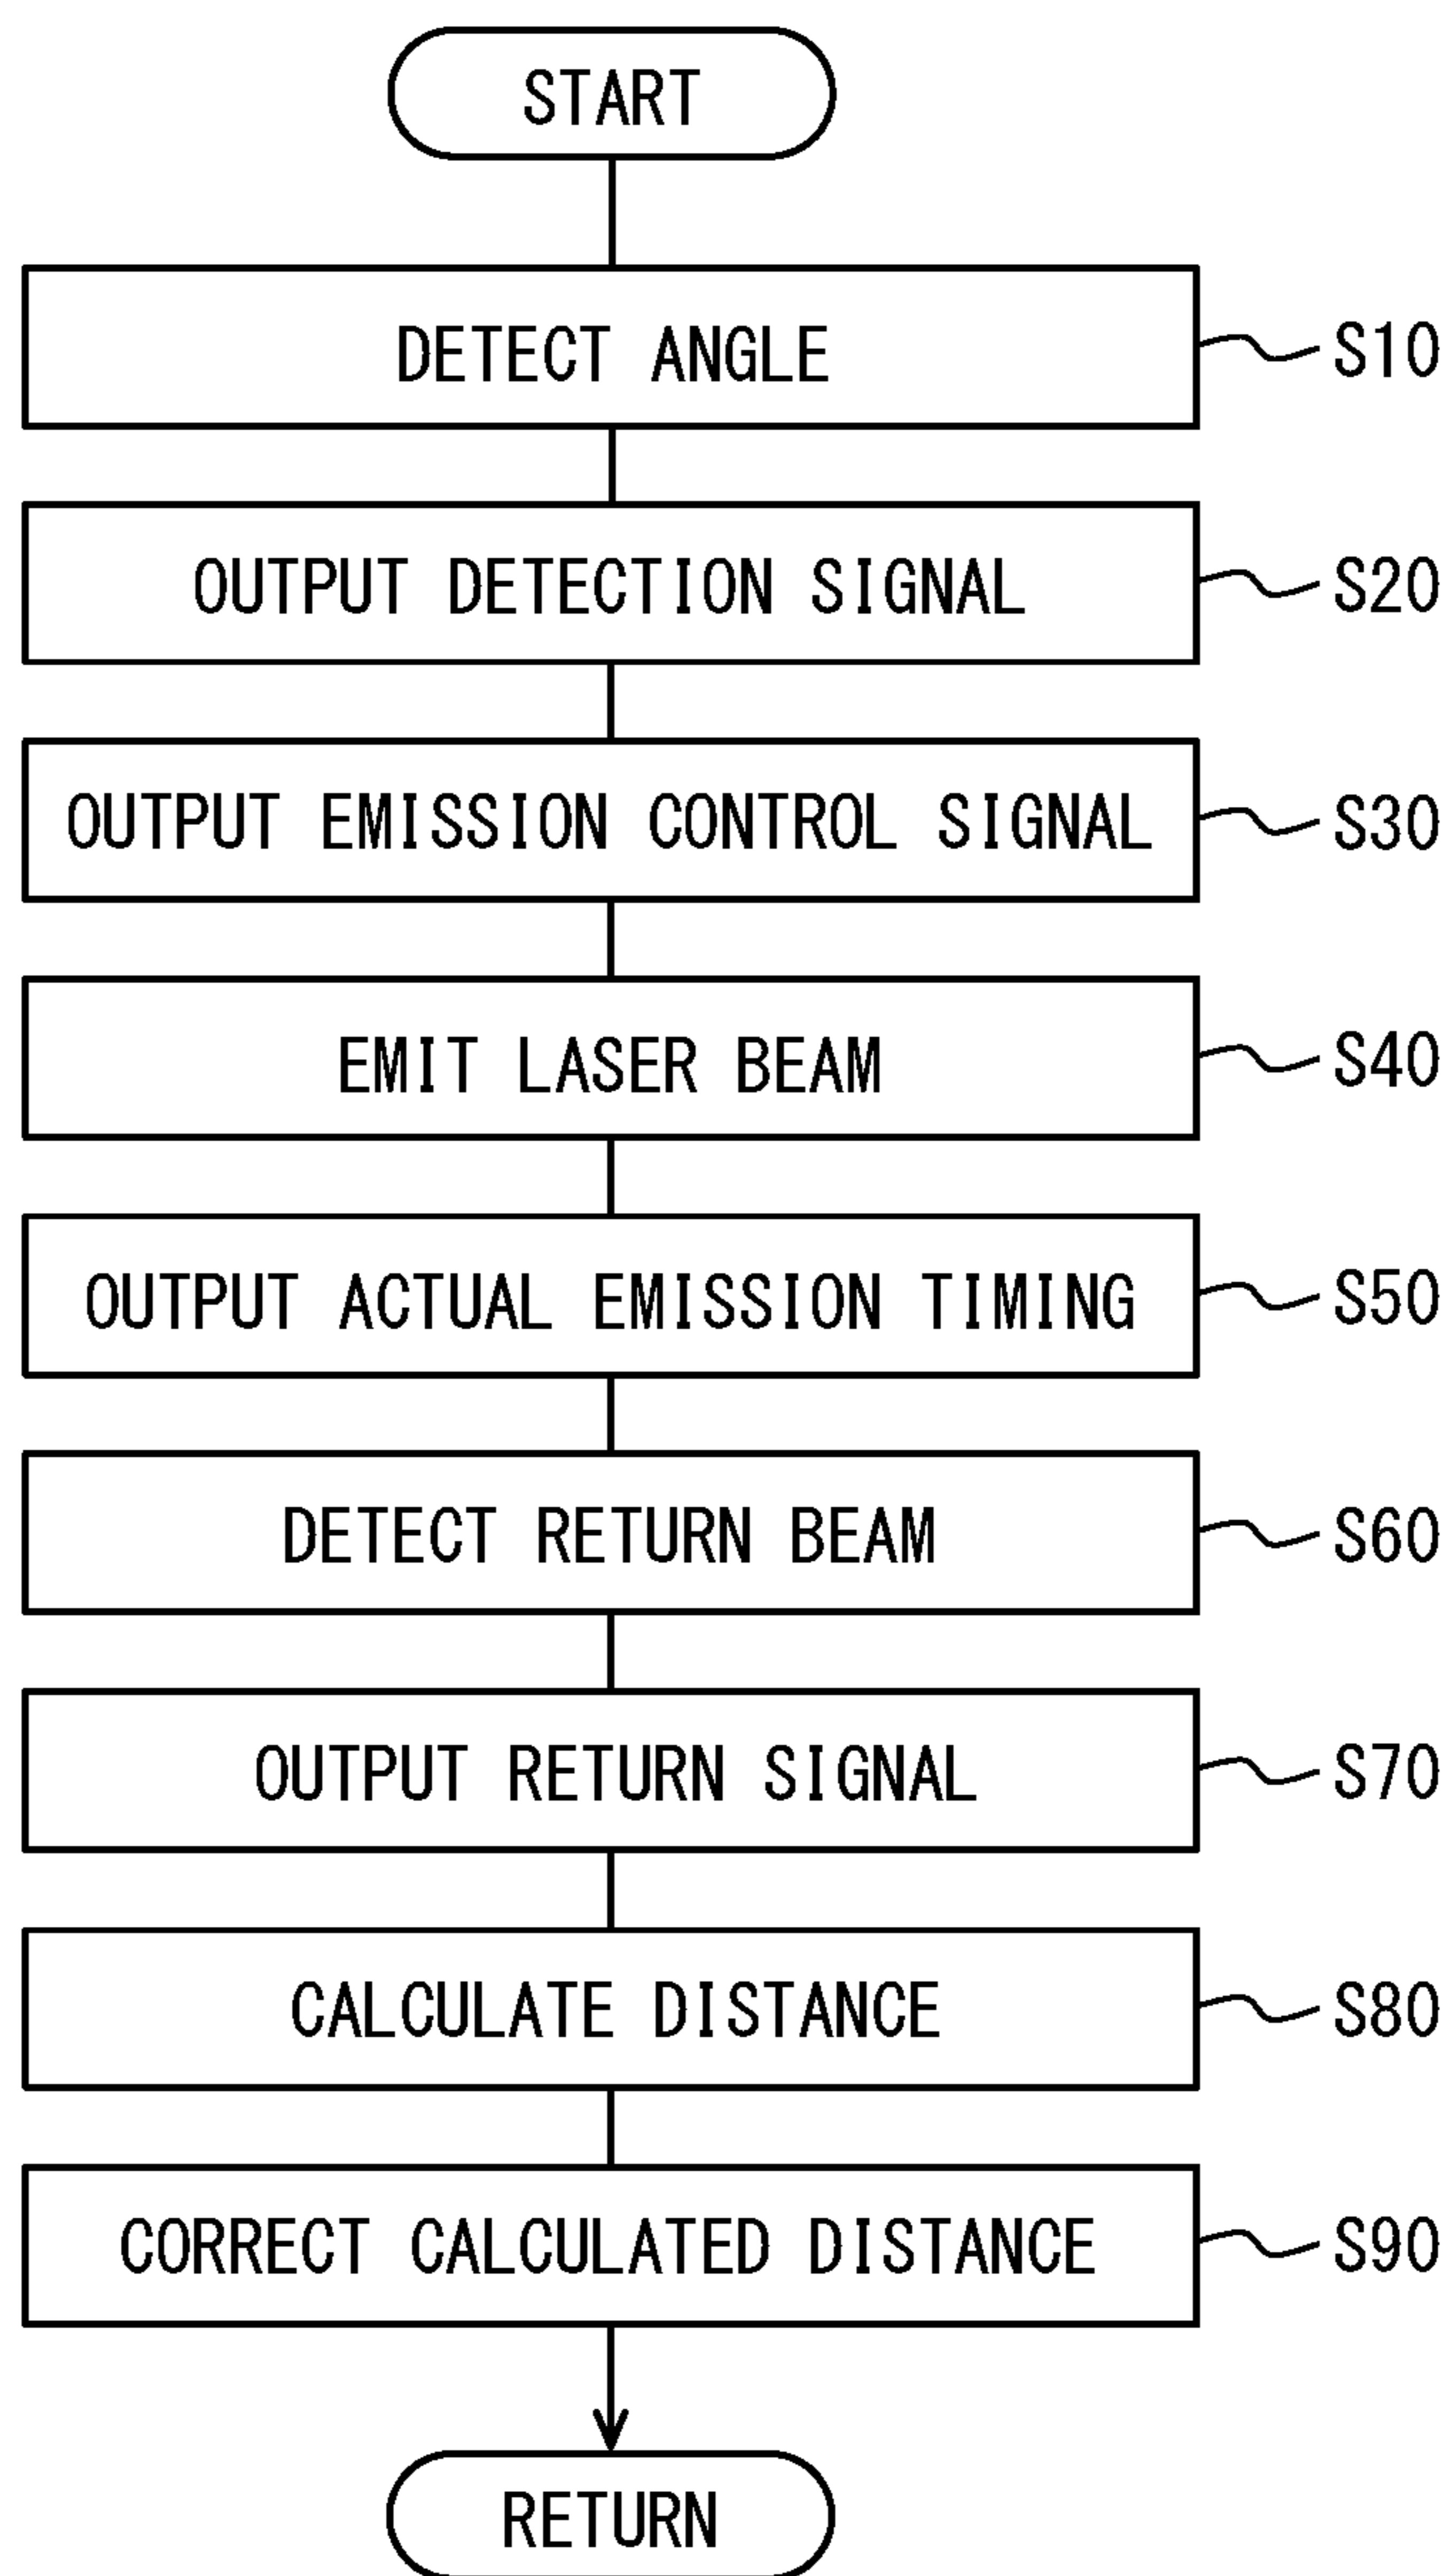 START
DETECT ANGLE
S10
OUTPUT DETECTION SIGNAL
S20
OUTPUT EMISSION CONTROL SIGNAL
S30
EMIT LASER BEAM
S40
OUTPUT ACTUAL EMISSION TIMING
S50
DETECT RETURN BEAM
S60
OUTPUT RETURN SIGNAL
S70
CALCULATE DISTANCE
S80
CORRECT CALCULATED DISTANCE
S90
RETURN